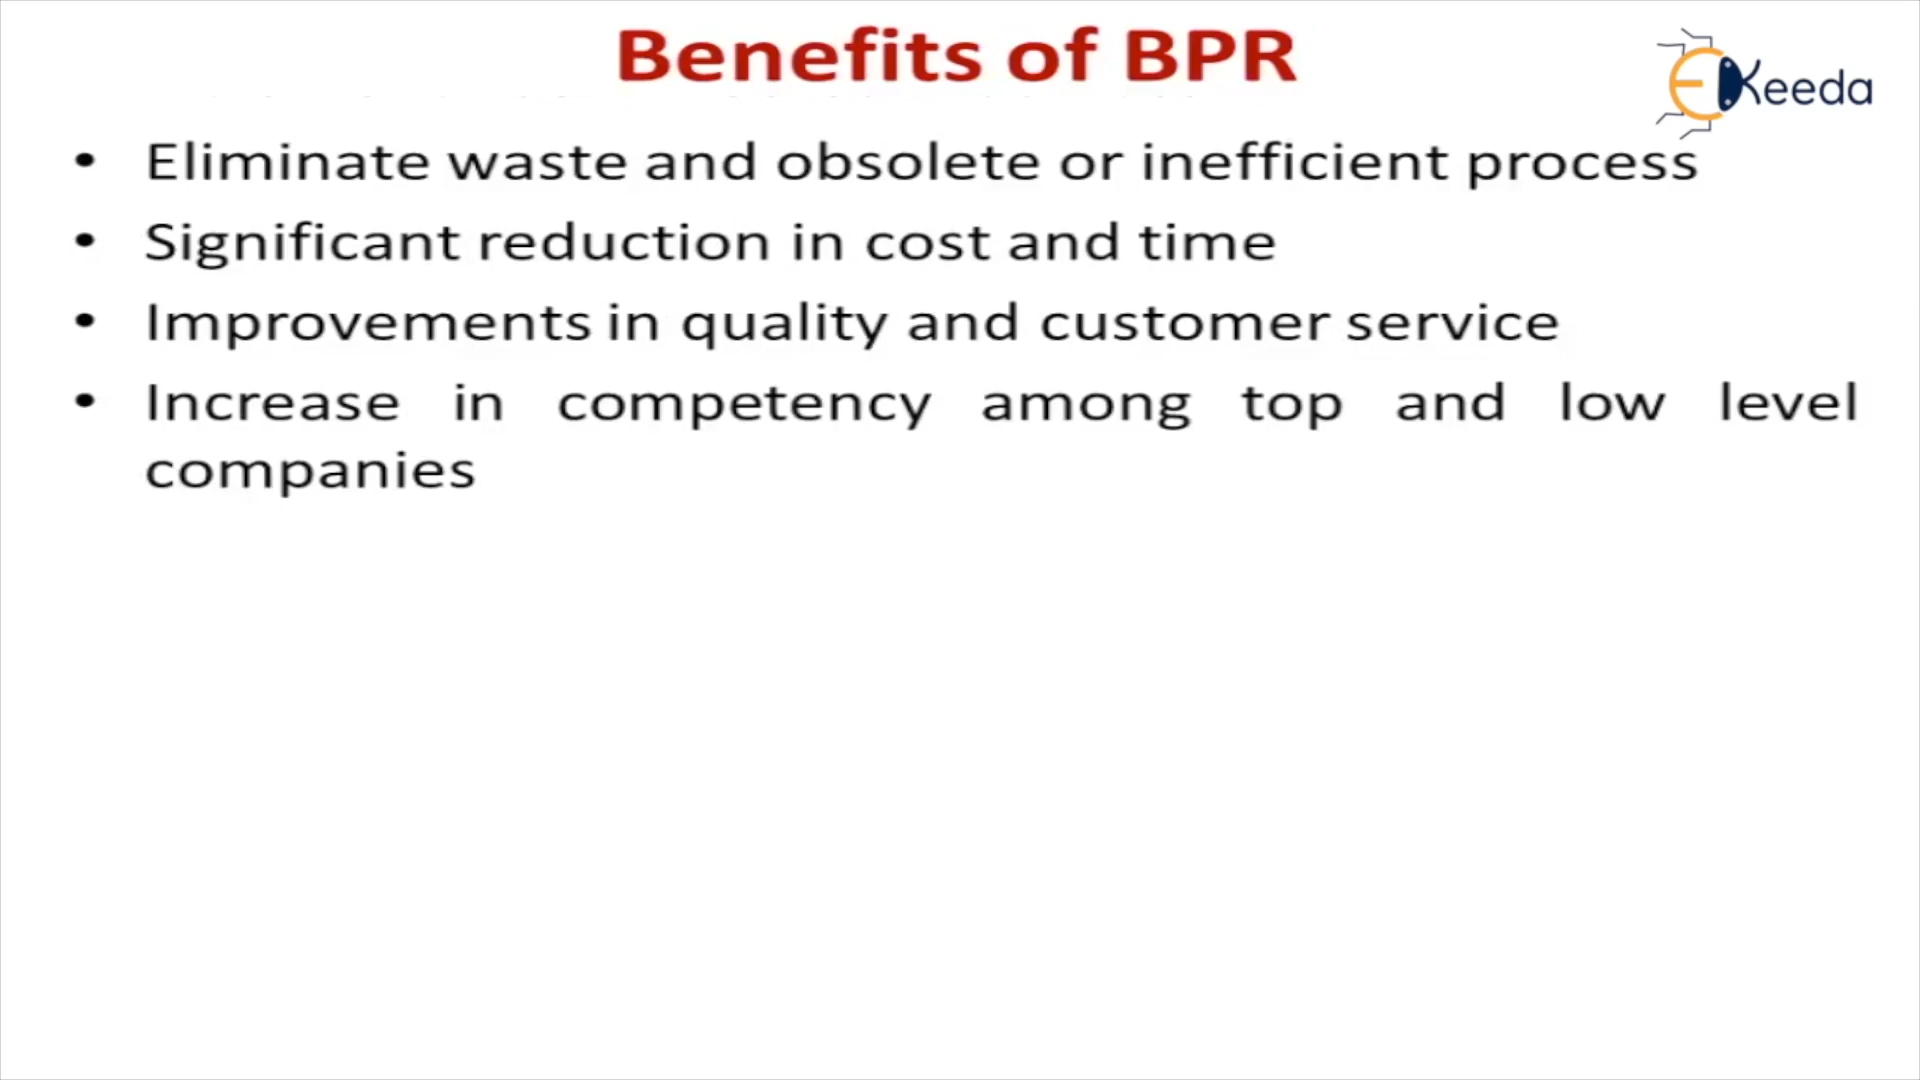 Benefits of BPR
EKeeda
• Eliminate waste and obsolete or inefficient process
• Significant reduction in cost and time
• Improvements in quality and customer service
• Increase in competency among top and low level
companies